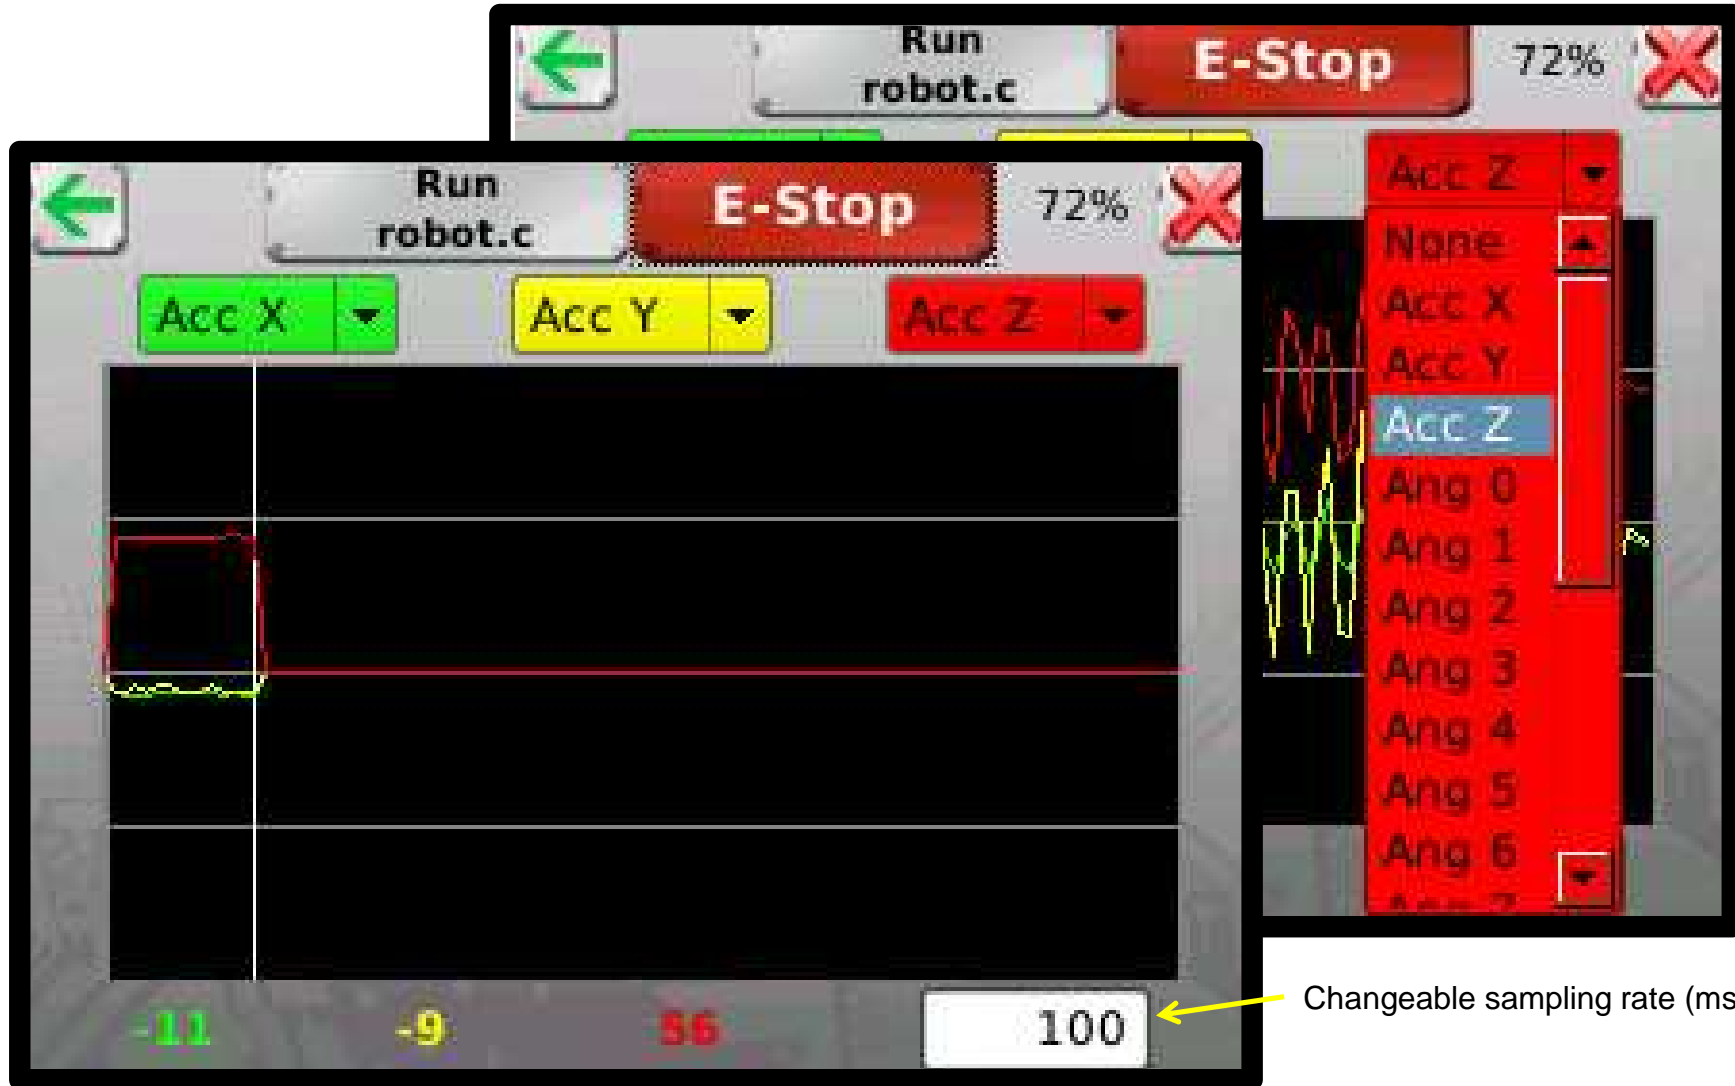 Run
robot.c
E-Stop
72%
Acc Z
None
Acc X
Acc Y
Acc Z
Ang 0
Ang 1
Ang 2
Ang 3
Ang 4
Ang 5
Ang 6
Run
robot.c
E-Stop
72%
Acc X
Acc Y
Acc Z
-11
-9
56
100
Changeable sampling rate (ms